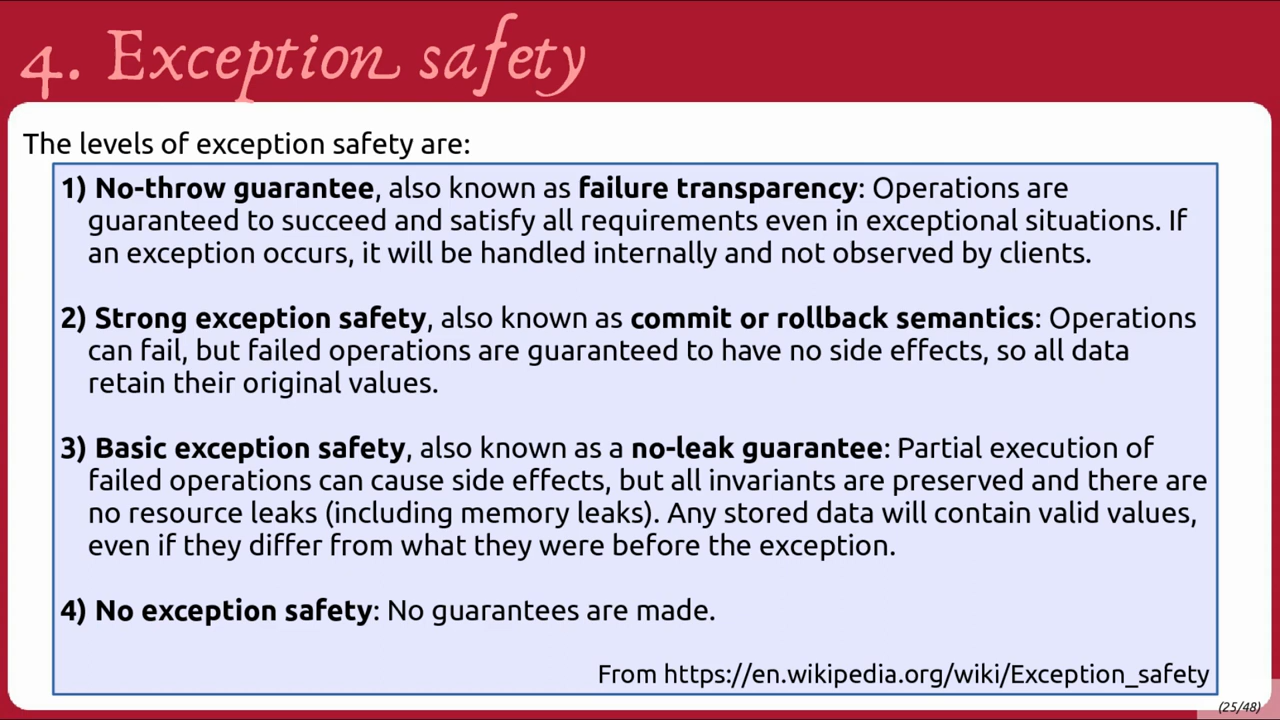 4. Exception safety
The levels of exception safety are:
1) No-throw guarantee, also known as failure transparency: Operations are
guaranteed to succeed and satisfy all requirements even in exceptional situations. If
an exception occurs, it will be handled internally and not observed by clients.
2) Strong exception safety, also known as commit or rollback semantics: Operations
can fail, but failed operations are guaranteed to have no side effects, so all data
retain their original values.
3) Basic exception safety, also known as a no-leak guarantee: Partial execution of
failed operations can cause side effects, but all invariants are preserved and there are
no resource leaks (including memory leaks). Any stored data will contain valid values,
even if they differ from what they were before the exception.
4) No exception safety: No guarantees are made.
From https://en.wikipedia.org/wiki/Exception_safety
(25/48)